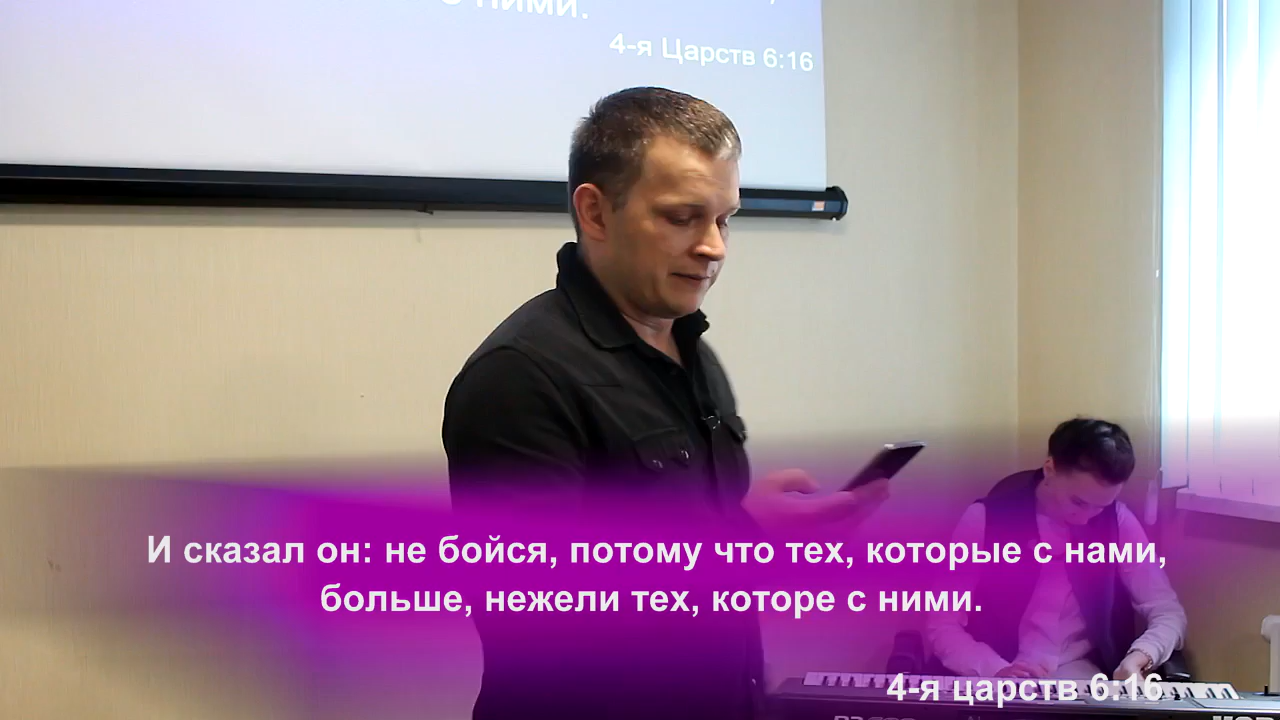 с ними.
4-я Царств 6:16
И сказал он: не бойся, потому что тех, которые с нами,
больше, нежели тех, которе с ними.
4-я царств 6:16